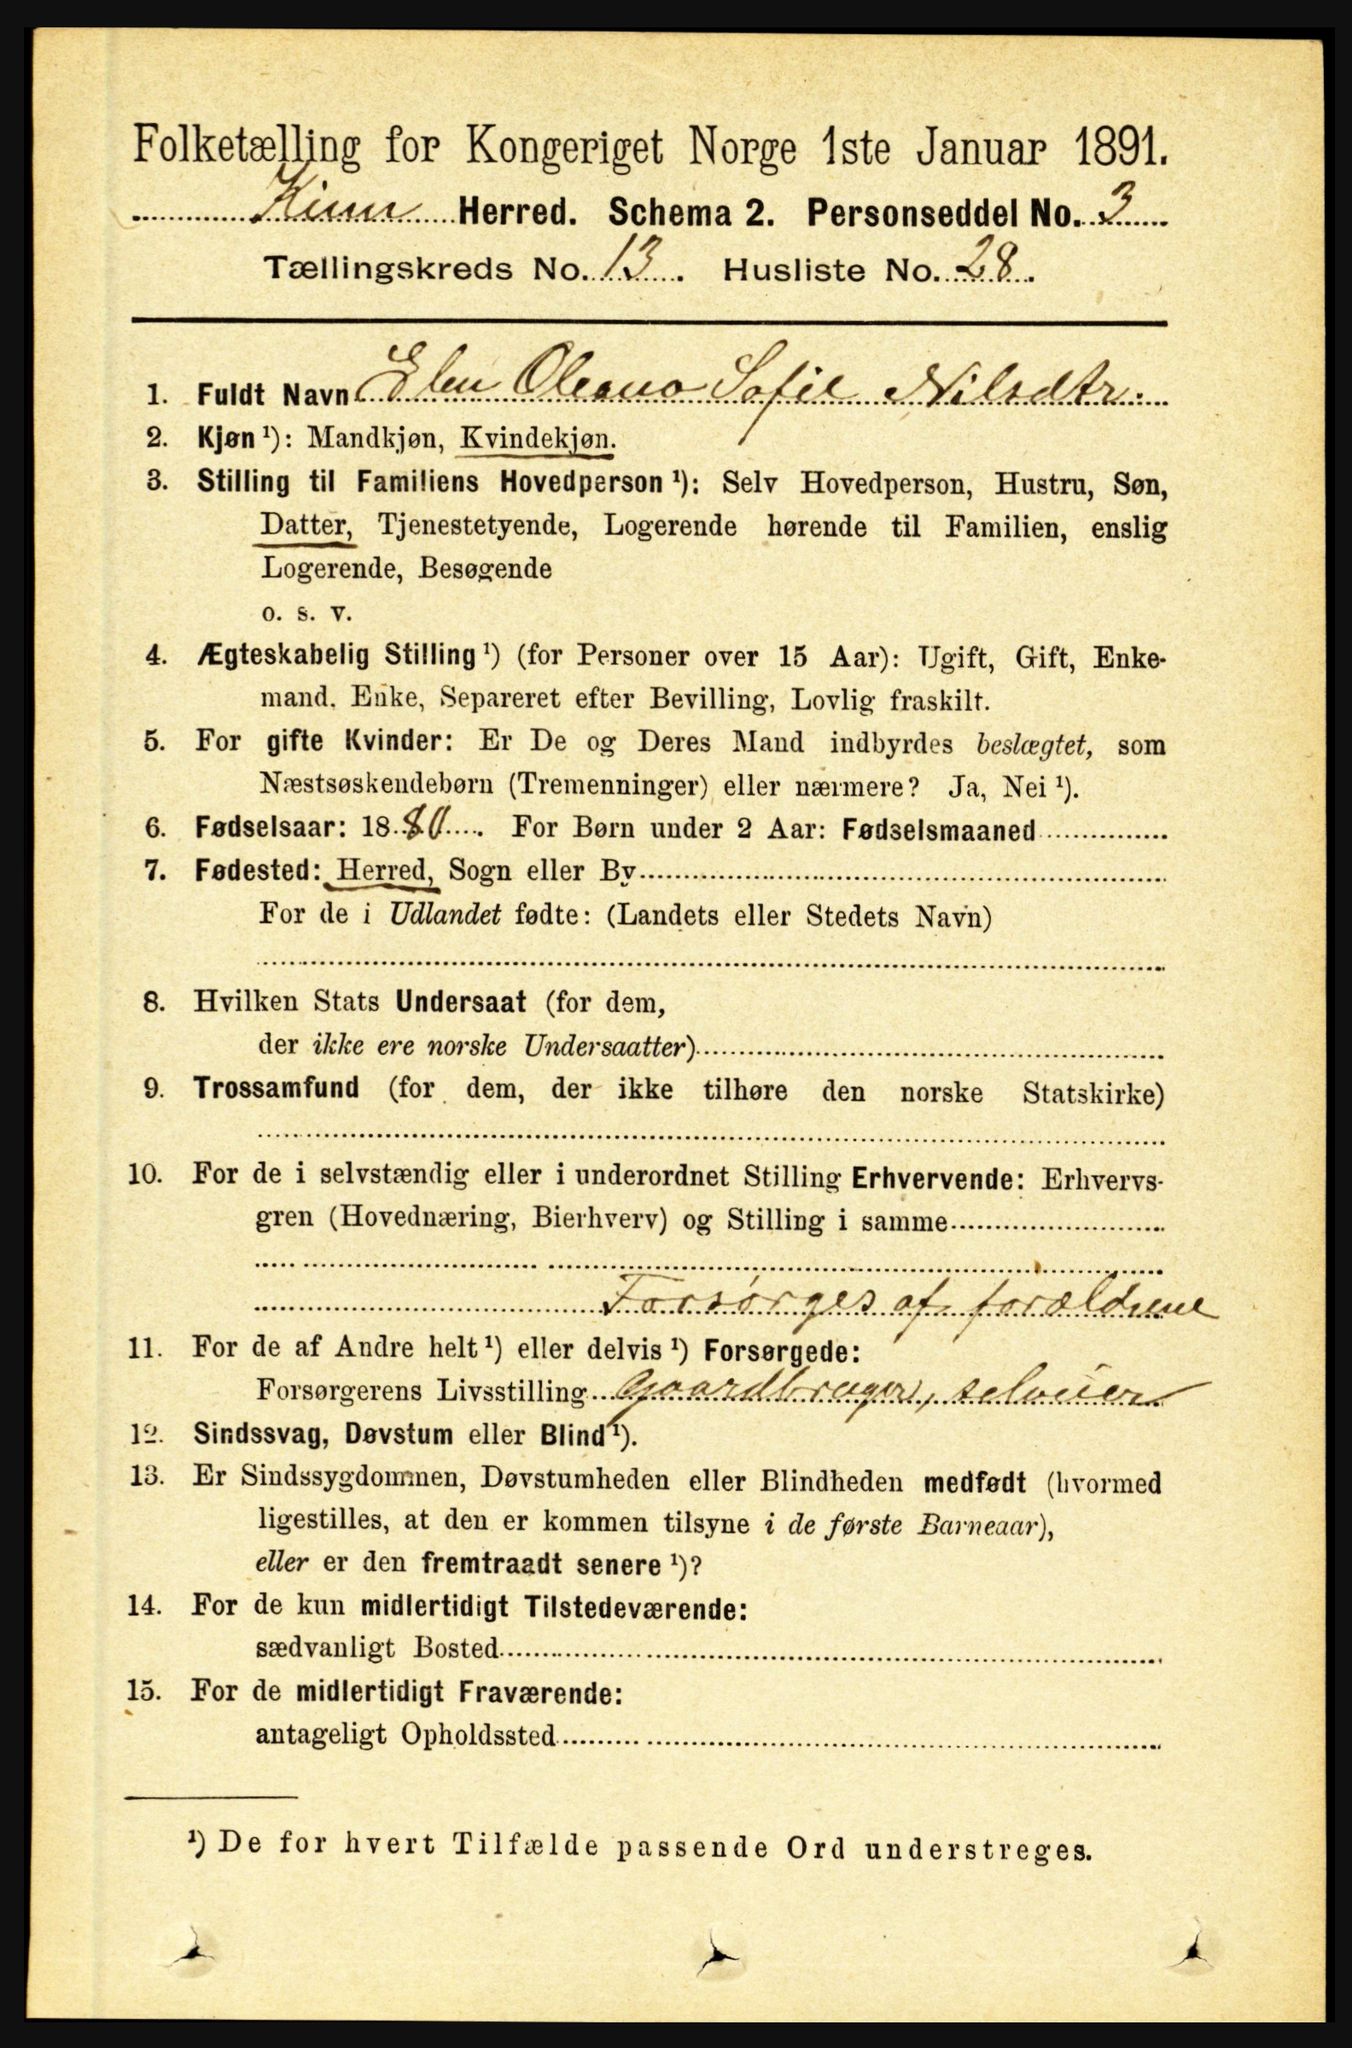 Folketælling for Kongeriget Norge 1ste Januar 1891.
Kinn Herred. Schema 2. Personseddel No. 3
Tællingskreds No. 13. Husliste No. 28.
1. Fuldt Navn Elen Oleana Sofie Nilsdtr.
2. Kjøn ¹): Mandkjøn, Kvindekjøn.
3. Stilling til Familiens Hovedperson ¹): Selv Hovedperson, Hustru, Søn,
Datter, Tjenestetyende, Logerende hørende til Familien, enslig
Logerende, Besøgende
o. s. v.
4. Ægteskabelig Stilling ¹) (for Personer over 15 Aar): Ugift, Gift, Enke-
mand, Enke, Separeret efter Bevilling, Lovlig fraskilt.
5. For gifte Kvinder: Er De og Deres Mand indbyrdes beslægtet, som
Næstsøskendebørn (Tremenninger) eller nærmere? Ja, Nei ¹).
6. Fødselsaar: 1880. For Børn under 2 Aar: Fødselsmaaned
7. Fødested: Herred, Sogn eller By
For de i Udlandet fødte: (Landets eller Stedets Navn)
8. Hvilken Stats Undersaat (for dem,
der ikke ere norske Undersaatter)
9. Trossamfund (for dem, der ikke tilhøre den norske Statskirke)
10. For de i selvstændig eller i underordnet Stilling Erhvervende: Erhvervs-
gren (Hovednæring, Bierhverv) og Stilling i samme
Forsørges af forældrene
11. For de af Andre helt ¹) eller delvis ¹) Forsørgede:
Forsørgerens Livsstilling Gaardbruger, selveier
12. Sindssvag, Døvstum eller Blind ¹).
13. Er Sindssygdommen, Døvstumheden eller Blindheden medfødt (hvormed
ligestilles, at den er kommen tilsyne i de første Barneaar),
eller er den fremtraadt senere ¹)?
14. For de kun midlertidigt Tilstedeværende:
sædvanligt Bosted
15. For de midlertidigt Fraværende:
antageligt Opholdssted
¹) De for hvert Tilfælde passende Ord understreges.